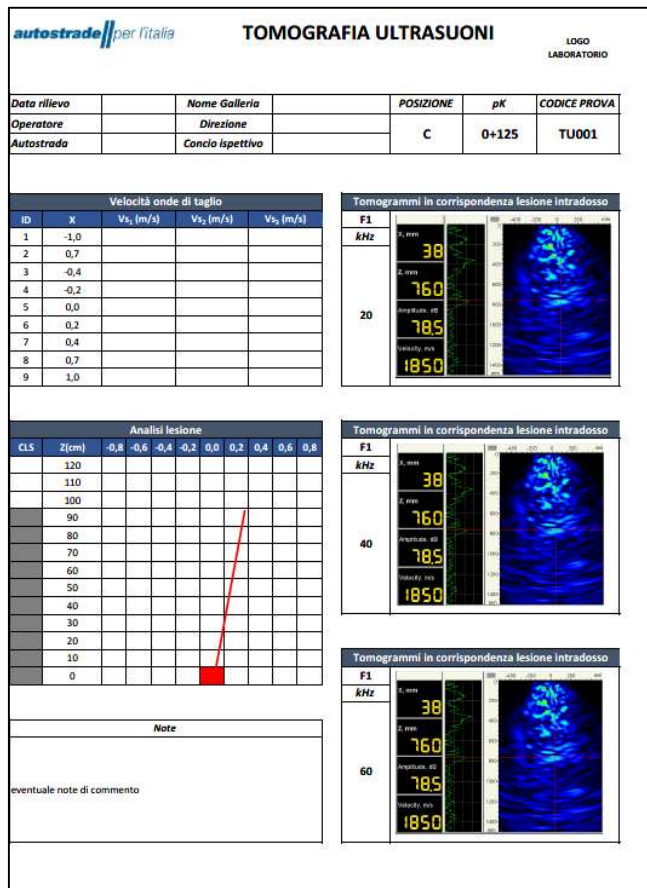 autostrade per l'italia
TOMOGRAFIA ULTRASUONI
LOGO
LABORATORIO
Data rilievo Nome Galleria POSIZIONE pK CODICE PROVA
Operatore Direzione C 0+125 TU001
Autostrada Concio ispettivo
Velocità onde di taglio
ID X Vs1 (m/s) Vs2 (m/s) Vs3 (m/s)
1 -1,0
2 0,7
3 -0,4
4 -0,2
5 0,0
6 0,2
7 0,4
8 0,7
9 1,0
Tomogrammi in corrispondenza lesione intradosso
F1
kHz
20
X, mm
38
Z, mm
760
Amplitude, dB
78,5
Velocity, m/s
1850
Analisi lesione
CLS Z(cm) -0,8 -0,6 -0,4 -0,2 0,0 0,2 0,4 0,6 0,8
120
110
100
90
80
70
60
50
40
30
20
10
0
Tomogrammi in corrispondenza lesione intradosso
F1
kHz
40
X, mm
38
Z, mm
760
Amplitude, dB
78,5
Velocity, m/s
1850
Note
eventuale note di commento
Tomogrammi in corrispondenza lesione intradosso
F1
kHz
60
X, mm
38
Z, mm
760
Amplitude, dB
78,5
Velocity, m/s
1850